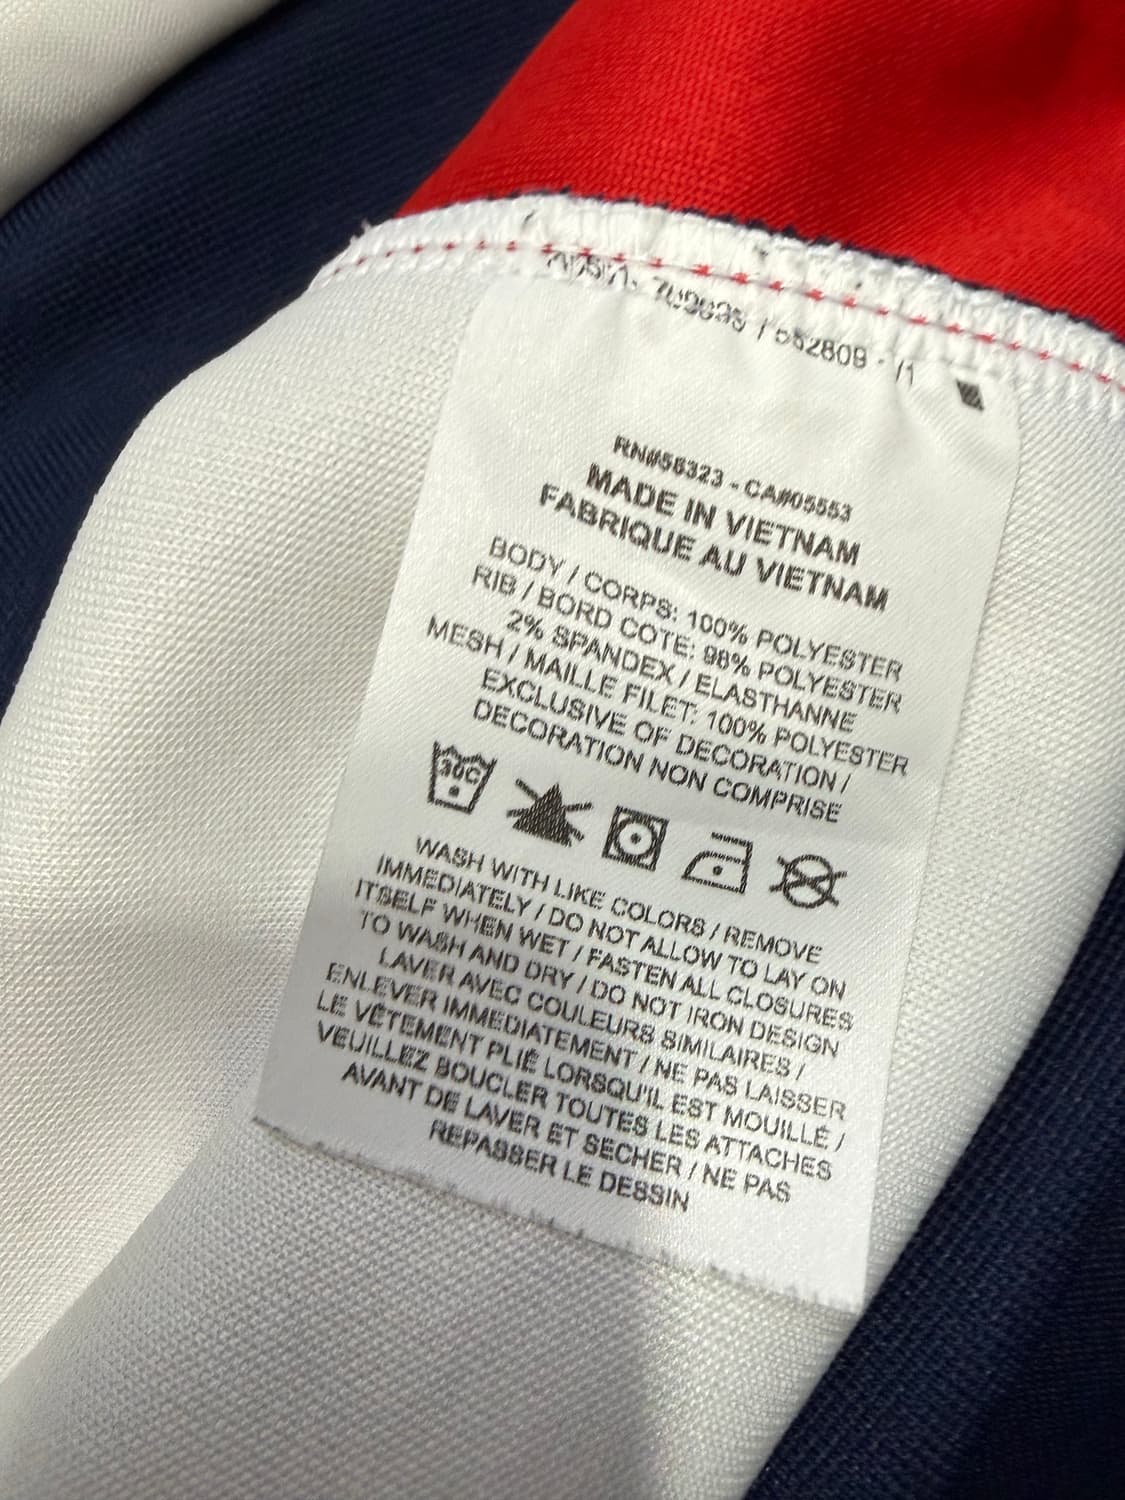 / 552809 - /1
RN#56323 - CA#05553
MADE IN VIETNAM
FABRIQUE AU VIETNAM
BODY / CORPS: 100% POLYESTER
RIB / BORD COTE: 98% POLYESTER
2% SPANDEX / ELASTHANNE
MESH / MAILLE FILET: 100% POLYESTER
EXCLUSIVE OF DECORATION /
DECORATION NON COMPRISE
30C
WASH WITH LIKE COLORS / REMOVE
IMMEDIATELY / DO NOT ALLOW TO LAY ON
ITSELF WHEN WET / FASTEN ALL CLOSURES
TO WASH AND DRY / DO NOT IRON DESIGN
LAVER AVEC COULEURS SIMILAIRES /
ENLEVER IMMEDIATEMENT / NE PAS LAISSER
LE VÊTEMENT PLIÉ LORSQU'IL EST MOUILLÉ /
VEUILLEZ BOUCLER TOUTES LES ATTACHES
AVANT DE LAVER ET SECHER / NE PAS
REPASSER LE DESSIN